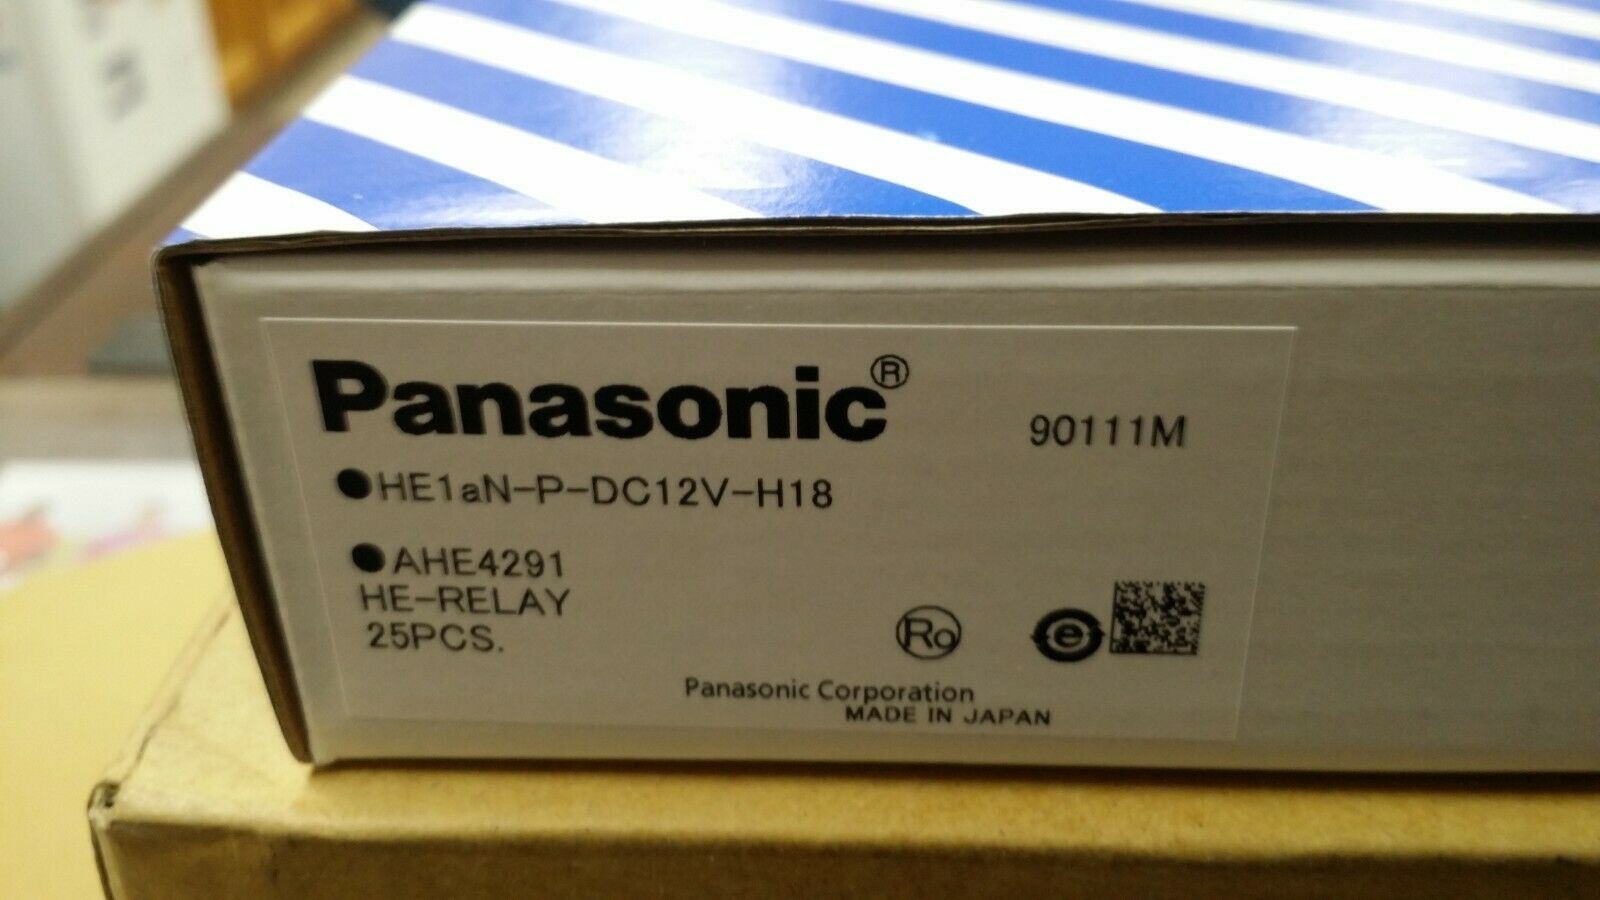 Panasonic®
90111M
●HE1aN-P-DC12V-H18
●AHE4291
HE-RELAY
25PCS.
Ro
e
Panasonic Corporation
MADE IN JAPAN